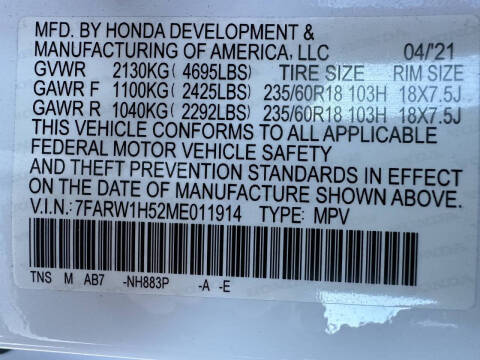 MFD. BY HONDA DEVELOPMENT &
MANUFACTURING OF AMERICA, LLC 04/'21
GVWR 2130KG( 4695LBS) TIRE SIZE RIM SIZE
GAWR F 1100KG( 2425LBS) 235/60R18 103H 18X7.5J
GAWR R 1040KG( 2292LBS) 235/60R18 103H 18X7.5J
THIS VEHICLE CONFORMS TO ALL APPLICABLE
FEDERAL MOTOR VEHICLE SAFETY
AND THEFT PREVENTION STANDARDS IN EFFECT
ON THE DATE OF MANUFACTURE SHOWN ABOVE.
V.I.N.: 7FARW1H52ME011914 TYPE: MPV
TNS M AB7 -NH883P -A -E